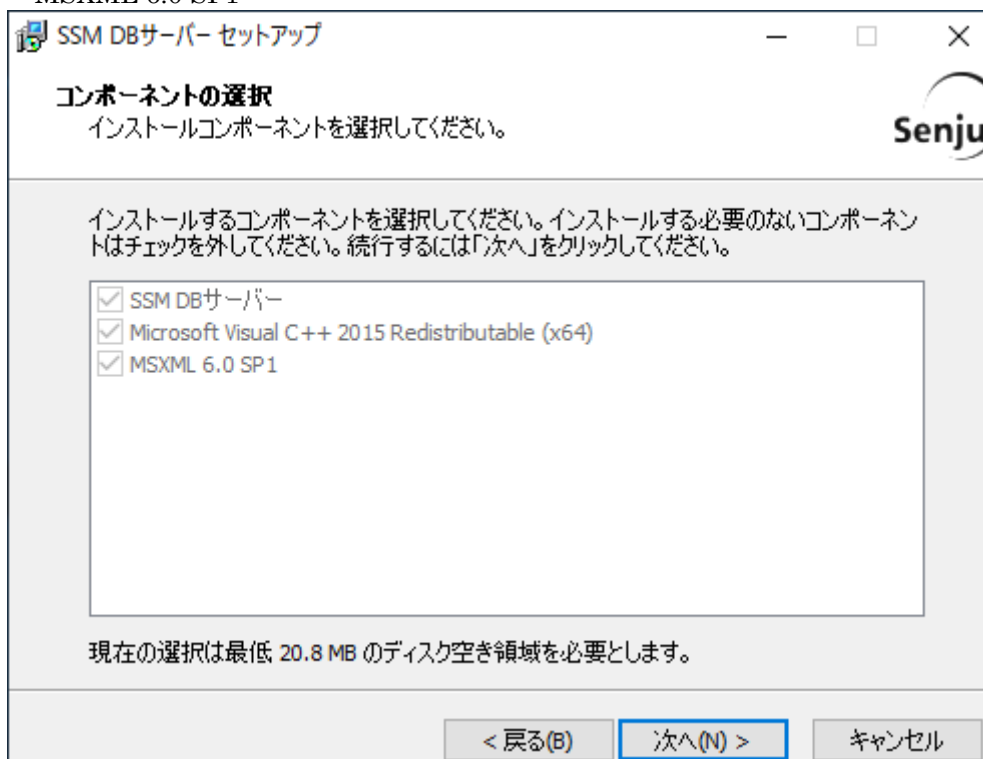 MSXML 6.0 SP1
SSM DBサーバー セットアップ
コンポーネントの選択
インストールコンポーネントを選択してください。
Senju
インストールするコンポーネントを選択してください。インストールする必要のないコンポーネン
トはチェックを外してください。続行するには「次へ」をクリックしてください。
SSM DBサーバー
Microsoft Visual C++ 2015 Redistributable (x64)
MSXML 6.0 SP1
現在の選択は最低 20.8 MB のディスク空き領域を必要とします。
< 戻る(B)
次へ(N) >
キャンセル